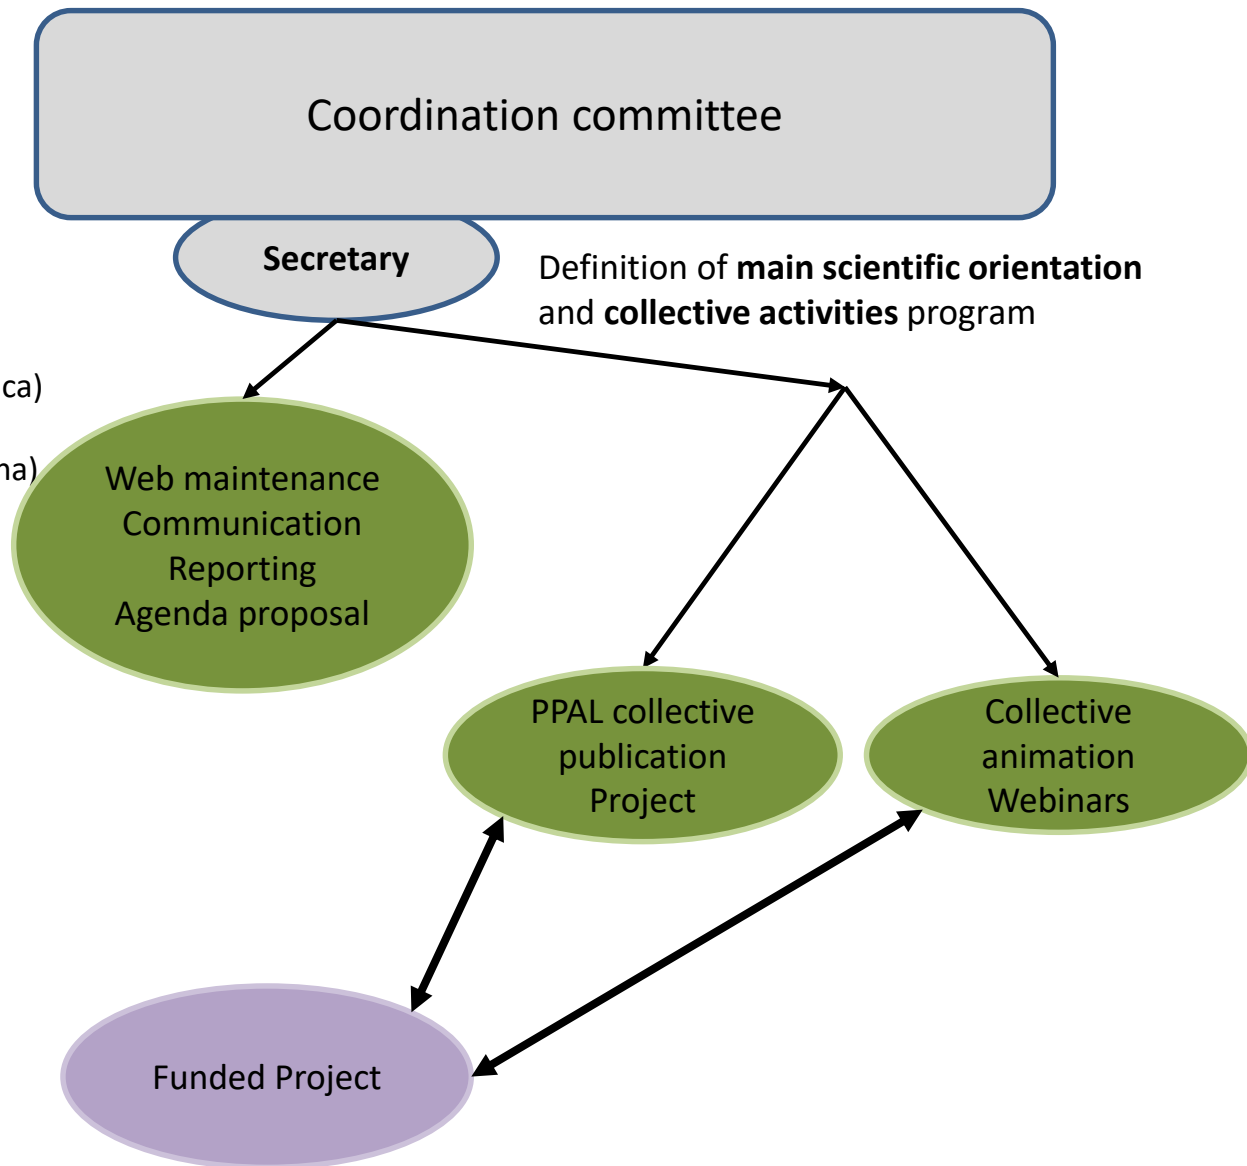 Coordination committee
Secretary
Definition of main scientific orientation
and collective activities program
ca)
na)
Web maintenance
Communication
Reporting
Agenda proposal
PPAL collective
publication
Project
Collective
animation
Webinars
Funded Project